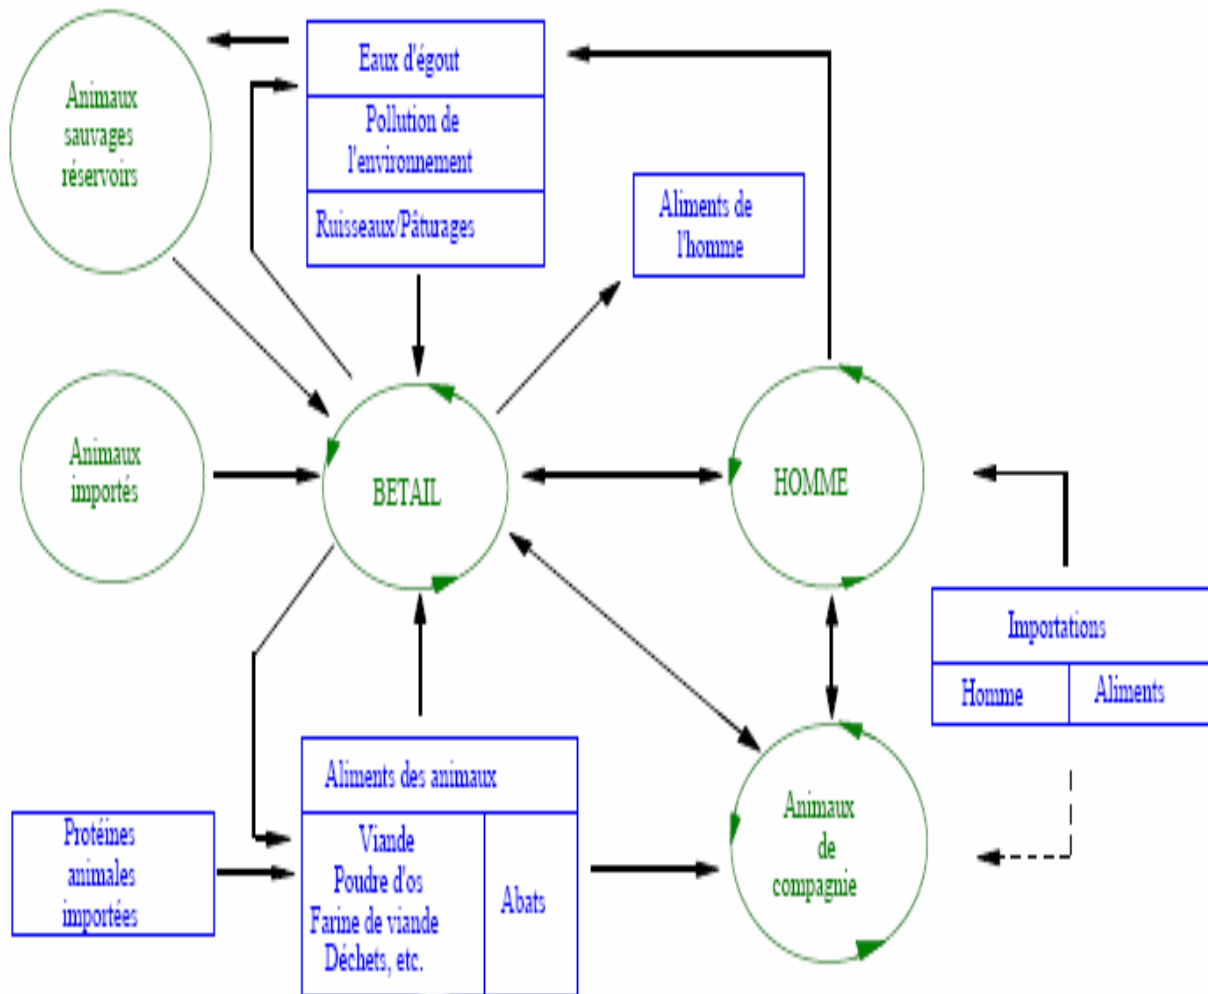 Eaux d'égout
Animaux
sauvages
réservoirs
Pollution de
l'environnement
Ruisseaux/Pâturages
Aliments de
l'homme
Animaux
importés
BETAIL
HOMME
Importations
Homme
Aliments
Aliments des animaux
Protéines
animales
importées
Viande
Poudre d'os
Farine de viande
Déchets, etc.
Abats
Animaux
de
compagnie